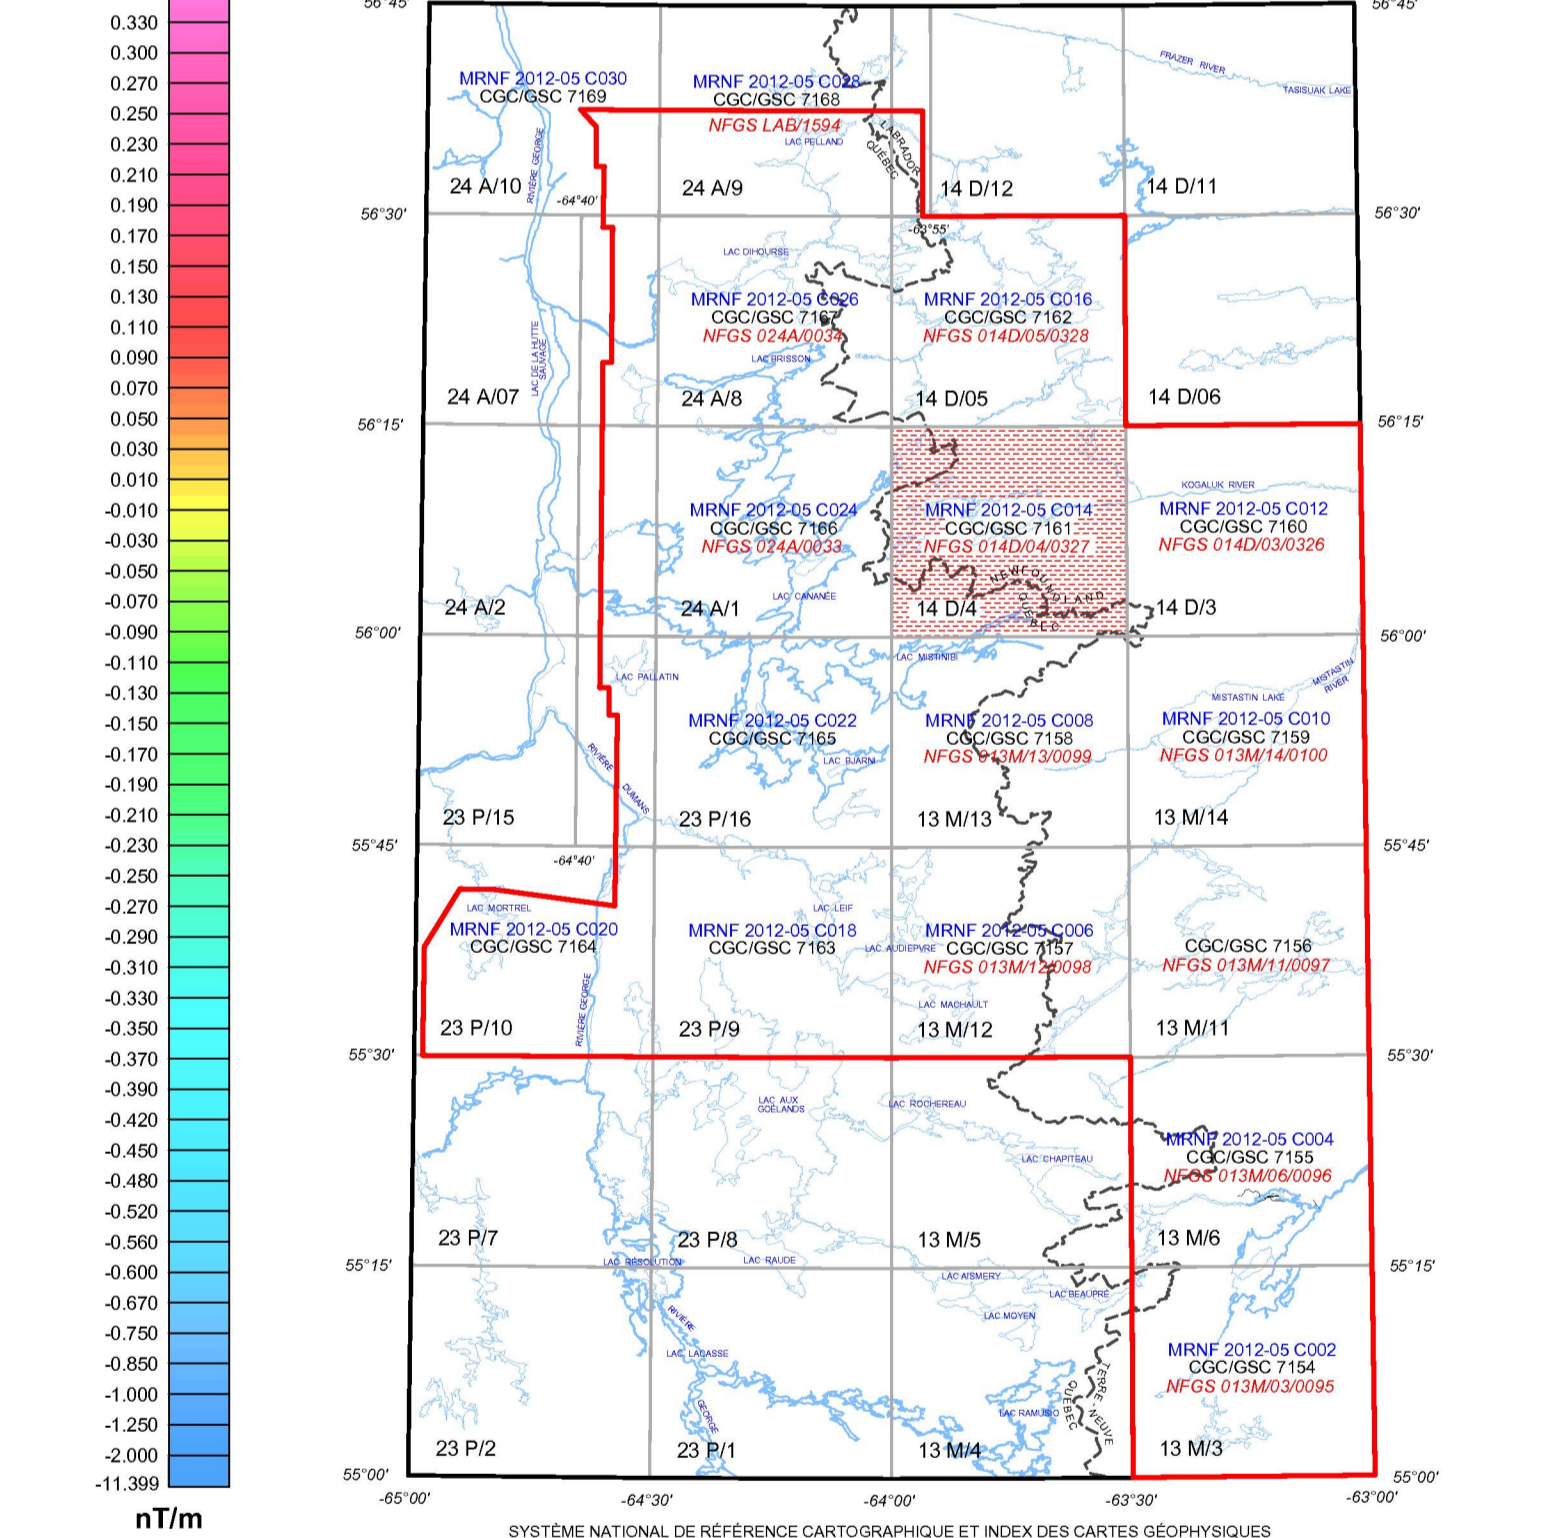 0.330
0.300
0.270
0.250
0.230
0.210
0.190
0.170
0.150
0.130
0.110
0.090
0.070
0.050
0.030
0.010
-0.010
-0.030
-0.050
-0.070
-0.090
-0.110
-0.130
-0.150
-0.170
-0.190
-0.210
-0.230
-0.250
-0.270
-0.290
-0.310
-0.330
-0.350
-0.370
-0.390
-0.420
-0.450
-0.480
-0.520
-0.560
-0.600
-0.670
-0.750
-0.850
-1.000
-1.250
-2.000
-11.399
nT/m
56°45'
56°45'
FRAZER RIVER
TASISUAK LAKE
MRNF 2012-05 C030
CGC/GSC 7169
MRNF 2012-05 C028
CGC/GSC 7168
NFGS LAB/1594
LAC PELLAND
LABRADOR
QUÉBEC
RIVIÈRE GEORGE
24 A/10
-64°40'
24 A/9
14 D/12
14 D/11
56°30'
-63°55'
56°30'
LAC DIHOURSE
MRNF 2012-05 C026
CGC/GSC 7167
NFGS 024A/0034
LAC BRISSON
MRNF 2012-05 C016
CGC/GSC 7162
NFGS 014D/05/0328
LAC DE LA HUTTE
SAUVAGE
24 A/07
24 A/8
14 D/05
14 D/06
56°15'
56°15'
KOGALUK RIVER
MRNF 2012-05 C024
CGC/GSC 7166
NFGS 024A/0033
MRNF 2012-05 C014
CGC/GSC 7161
NFGS 014D/04/0327
MRNF 2012-05 C012
CGC/GSC 7160
NFGS 014D/03/0326
NEWFOUNDLAND
QUEBEC
LAC CANANÉE
24 A/2
24 A/1
14 D/4
14 D/3
56°00'
56°00'
LAC MISTINIBI
LAC PALLATIN
MISTASTIN
RIVER
MISTASTIN LAKE
MRNF 2012-05 C022
CGC/GSC 7165
LAC BJARNI
MRNF 2012-05 C008
CGC/GSC 7158
NFGS 013M/13/0099
MRNF 2012-05 C010
CGC/GSC 7159
NFGS 013M/14/0100
RIVIÈRE
DUMANS
23 P/15
23 P/16
13 M/13
13 M/14
55°45'
55°45'
-64°40'
LAC MORTREL
MRNF 2012-05 C020
CGC/GSC 7164
LAC LEIF
MRNF 2012-05 C018
CGC/GSC 7163
LAC AUDIEPVRE
MRNF 2012-05 C006
CGC/GSC 7157
NFGS 013M/12/0098
CGC/GSC 7156
NFGS 013M/11/0097
LAC MACHAULT
RIVIÈRE GEORGE
23 P/10
23 P/9
13 M/12
13 M/11
55°30'
55°30'
LAC AUX
GOÉLANDS
LAC ROCHEREAU
LAC CHAPITEAU
MRNF 2012-05 C004
CGC/GSC 7155
NFGS 013M/06/0096
23 P/7
23 P/8
13 M/5
13 M/6
55°15'
LAC RÉSOLUTION
LAC RAUDE
55°15'
LAC AISMERY
LAC BEAUPRÉ
LAC MOYEN
RIVIÈRE
LAC LACASSE
GEORGE
MRNF 2012-05 C002
CGC/GSC 7154
NFGS 013M/03/0095
TERRE-NEUVE
QUÉBEC
LAC RAMUSIO
23 P/2
23 P/1
13 M/4
13 M/3
55°00'
55°00'
-65°00'
-64°30'
-64°00'
-63°30'
-63°00'
SYSTÈME NATIONAL DE RÉFÉRENCE CARTOGRAPHIQUE ET INDEX DES CARTES GÉOPHYSIQUES